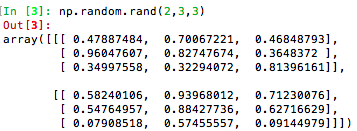 [In [3]: np.random.rand(2,3,3)
Out[3]:
array([[[ 0.47887484,  0.70067221,  0.46848793],
        [ 0.96047607,  0.82747674,  0.3648372 ],
        [ 0.34997558,  0.32294072,  0.81396161]],

       [[ 0.58240106,  0.93968012,  0.71230076],
        [ 0.54764957,  0.88427736,  0.62716629],
        [ 0.07908518,  0.57455557,  0.09144979]]])